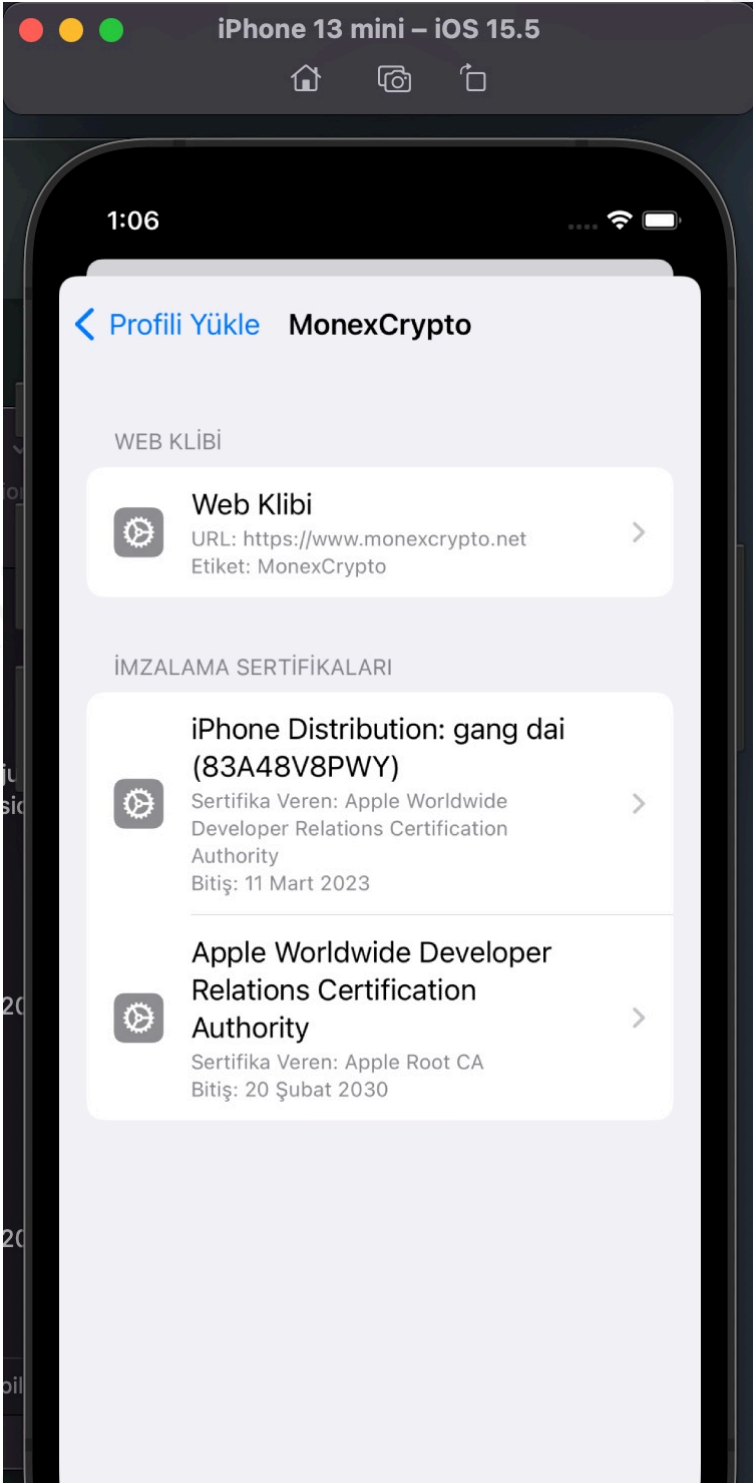 iPhone 13 mini – iOS 15.5
1:06
Profili Yükle MonexCrypto
WEB KLİBİ
Web Klibi
URL: https://www.monexcrypto.net
Etiket: MonexCrypto
İMZALAMA SERTİFİKALARI
iPhone Distribution: gang dai
(83A48V8PWY)
Sertifika Veren: Apple Worldwide
Developer Relations Certification
Authority
Bitiş: 11 Mart 2023
Apple Worldwide Developer
Relations Certification
Authority
Sertifika Veren: Apple Root CA
Bitiş: 20 Şubat 2030